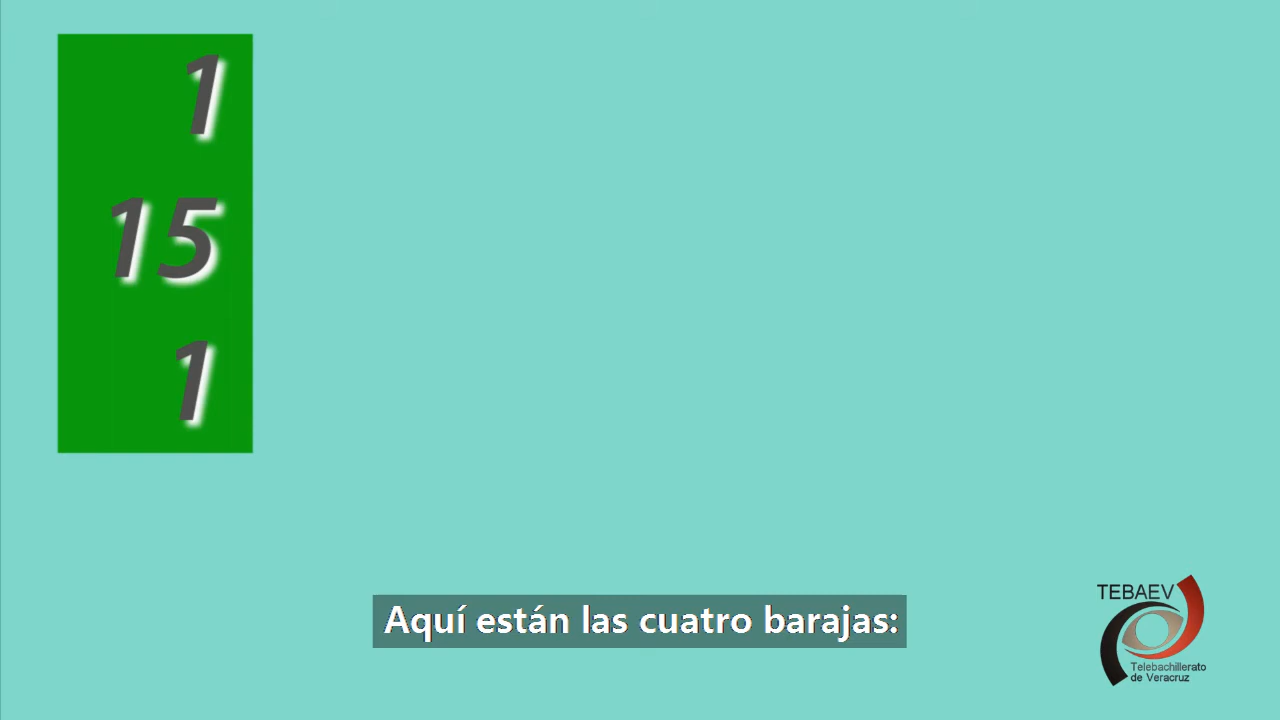 1
15
1
Aquí están las cuatro barajas:
TEBAEV
Telebachillerato
de Veracruz